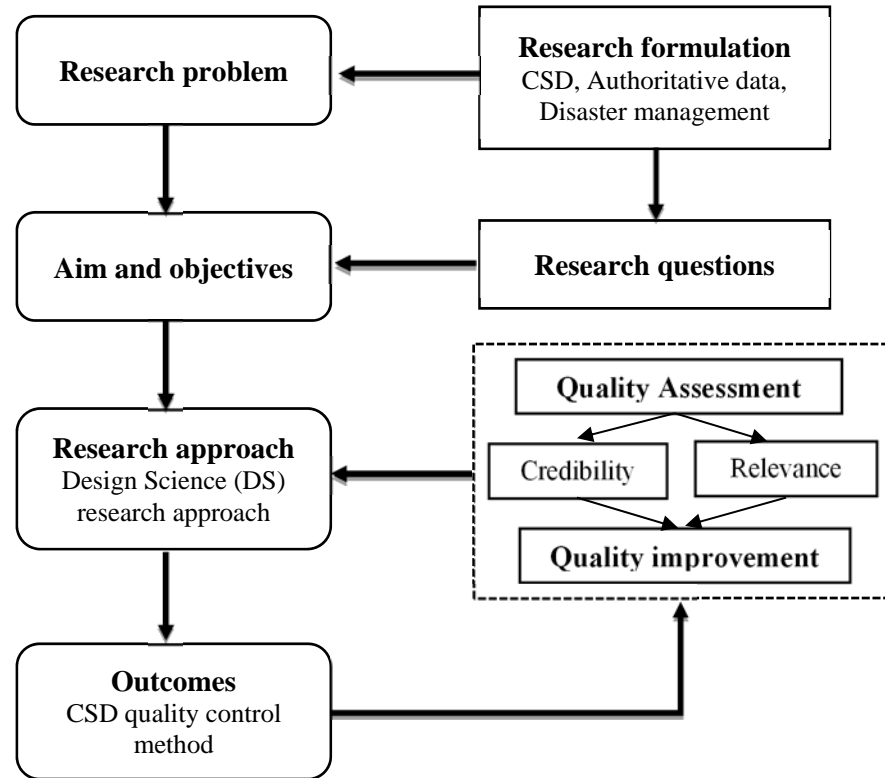 Research problem
Research formulation
CSD, Authoritative data,
Disaster management
Aim and objectives
Research questions
Research approach
Design Science (DS)
research approach
Quality Assessment
Credibility
Relevance
Quality improvement
Outcomes
CSD quality control
method